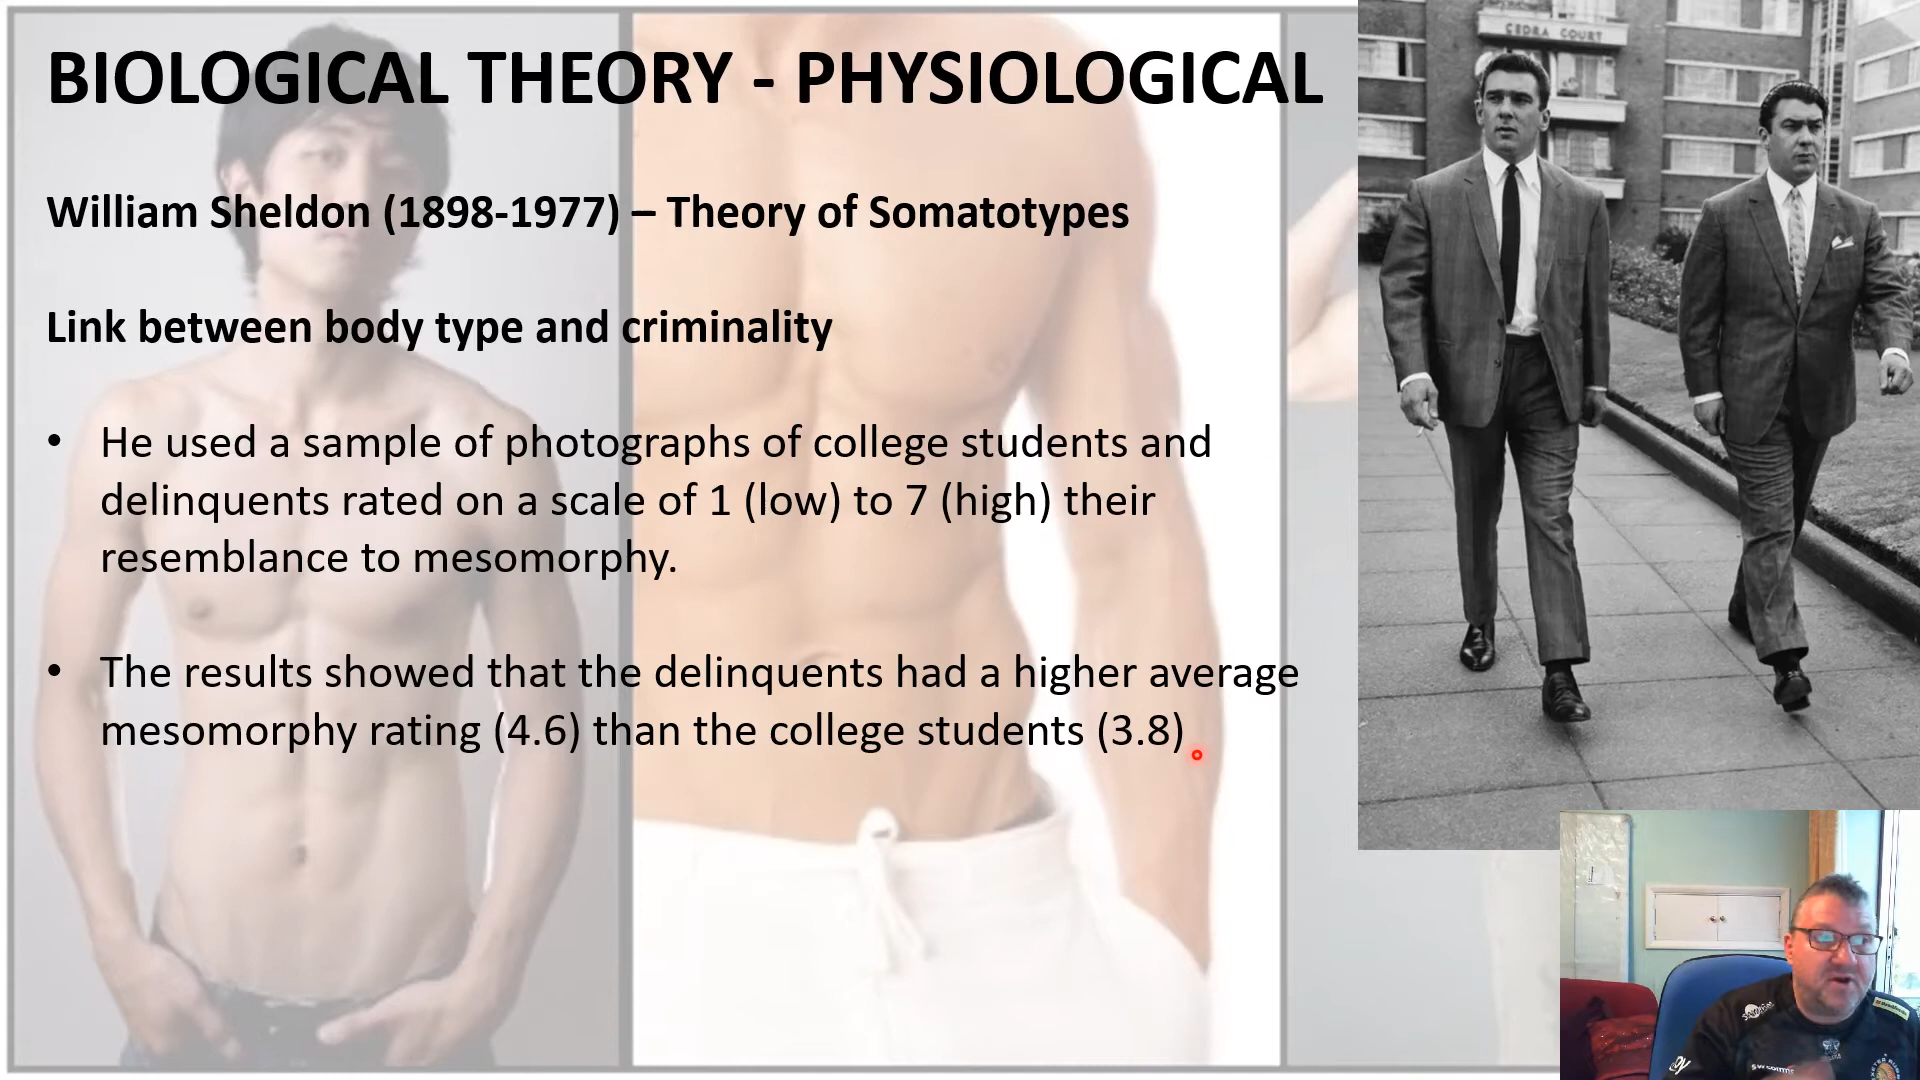 BIOLOGICAL THEORY - PHYSIOLOGICAL
CEDRA COURT
William Sheldon (1898-1977) – Theory of Somatotypes
Link between body type and criminality
• He used a sample of photographs of college students and
delinquents rated on a scale of 1 (low) to 7 (high) their
resemblance to mesomorphy.
• The results showed that the delinquents had a higher average
mesomorphy rating (4.6) than the college students (3.8)